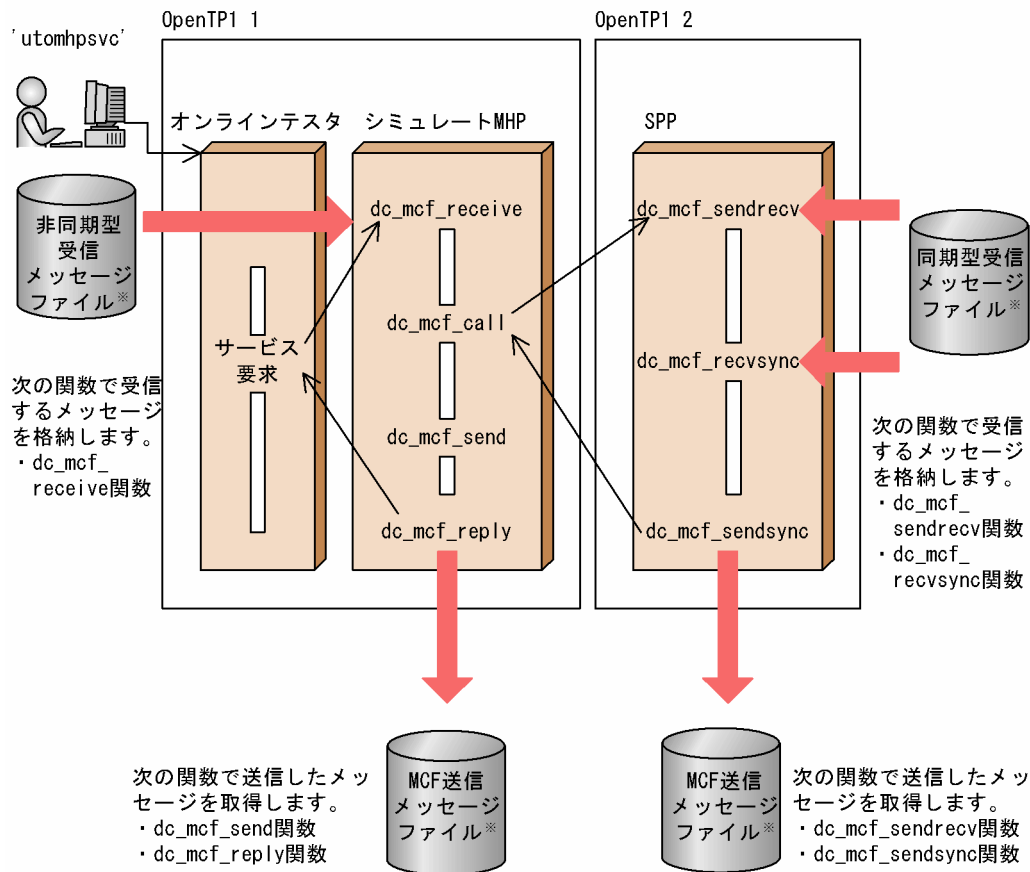 OpenTP1 1
OpenTP1 2
'utomhpsvc'
オンラインテスタ
シミュレートMHP
SPP
非同期型
受信
メッセージ
ファイル※
dc_mcf_receive
dc_mcf_call
dc_mcf_send
dc_mcf_reply
サービス
要求
dc_mcf_sendrecv
dc_mcf_recvsync
dc_mcf_sendsync
同期型受信
メッセージ
ファイル※
次の関数で受信
するメッセージ
を格納します。
・dc_mcf_
receive関数
次の関数で受信
するメッセージ
を格納します。
・dc_mcf_
sendrecv関数
・dc_mcf_
recvsync関数
次の関数で送信したメッ
セージを取得します。
・dc_mcf_send関数
・dc_mcf_reply関数
MCF送信
メッセージ
ファイル※
MCF送信
メッセージ
ファイル※
次の関数で送信したメッ
セージを取得します。
・dc_mcf_sendrecv関数
・dc_mcf_sendsync関数